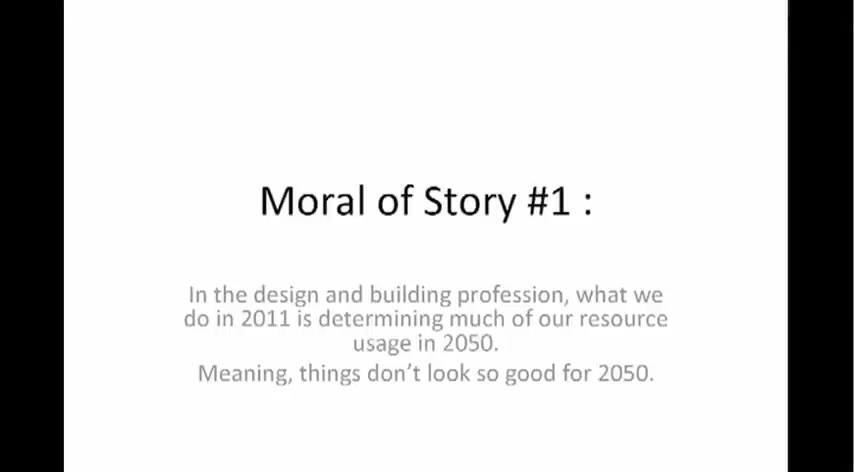 Moral of Story #1 :
In the design and building profession, what we
do in 2011 is determining much of our resource
usage in 2050.
Meaning, things don’t look so good for 2050.